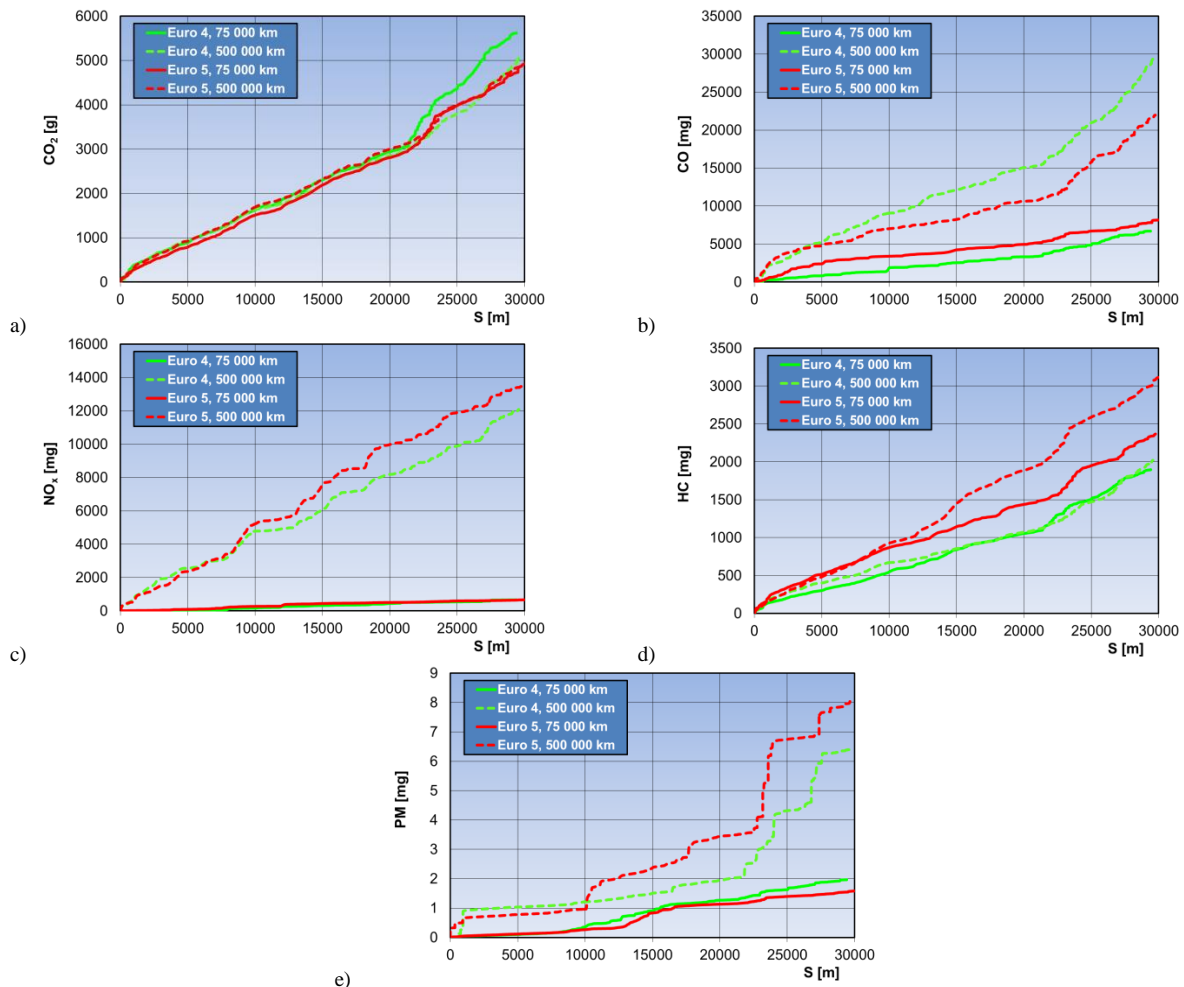 6000
5000
4000
3000
2000
1000
0
CO2 [g]
Euro 4, 75 000 km
Euro 4, 500 000 km
Euro 5, 75 000 km
Euro 5, 500 000 km
0 5000 10000 15000 20000 25000 30000
S [m]
a)
35000
30000
25000
20000
15000
10000
5000
0
CO [mg]
Euro 4, 75 000 km
Euro 4, 500 000 km
Euro 5, 75 000 km
Euro 5, 500 000 km
0 5000 10000 15000 20000 25000 30000
S [m]
b)
16000
14000
12000
10000
8000
6000
4000
2000
0
NOx [mg]
Euro 4, 75 000 km
Euro 4, 500 000 km
Euro 5, 75 000 km
Euro 5, 500 000 km
0 5000 10000 15000 20000 25000 30000
S [m]
c)
3500
3000
2500
2000
1500
1000
500
0
HC [mg]
Euro 4, 75 000 km
Euro 4, 500 000 km
Euro 5, 75 000 km
Euro 5, 500 000 km
0 5000 10000 15000 20000 25000 30000
S [m]
d)
9
8
7
6
5
4
3
2
1
0
PM [mg]
Euro 4, 75 000 km
Euro 4, 500 000 km
Euro 5, 75 000 km
Euro 5, 500 000 km
0 5000 10000 15000 20000 25000 30000
S [m]
e)